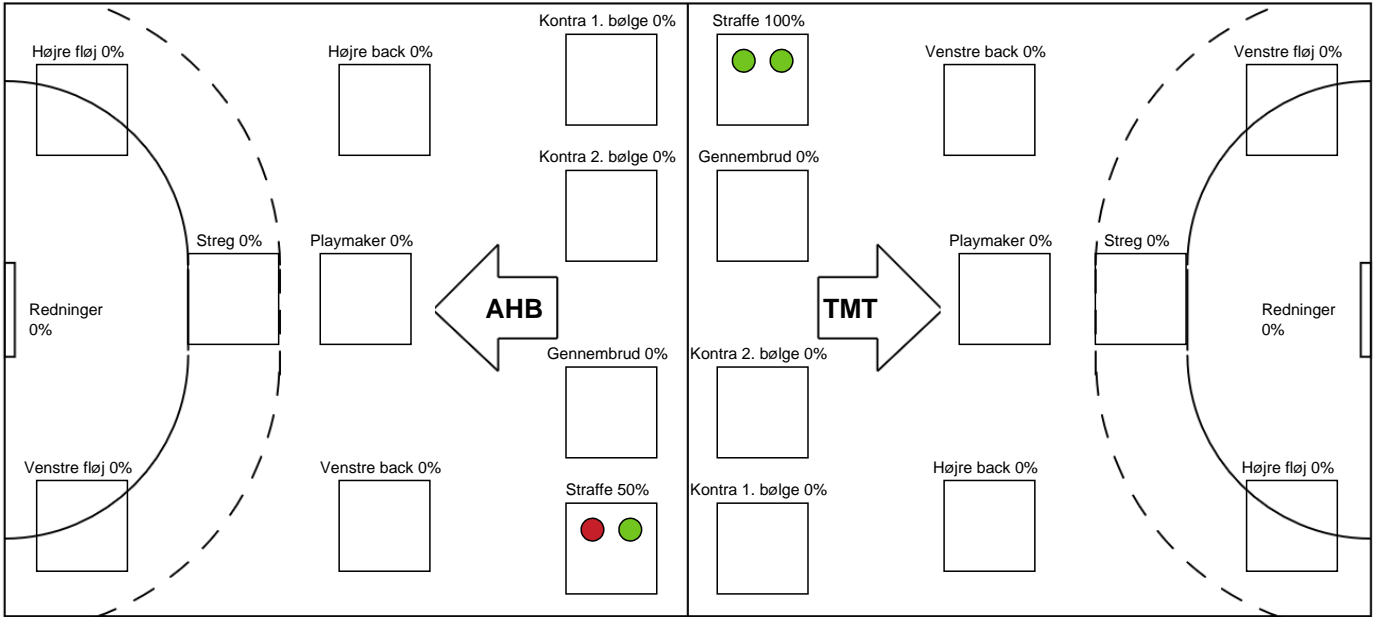 Kontra 1. bølge 0%
Straffe 100%
Højre fløj 0%
Højre back 0%
Venstre back 0%
Venstre fløj 0%
Kontra 2. bølge 0%
Gennembrud 0%
Streg 0%
Playmaker 0%
Playmaker 0%
Streg 0%
Redninger
0%
AHB
TMT
Redninger
0%
Gennembrud 0%
Kontra 2. bølge 0%
Venstre fløj 0%
Venstre back 0%
Højre back 0%
Højre fløj 0%
Straffe 50%
Kontra 1. bølge 0%